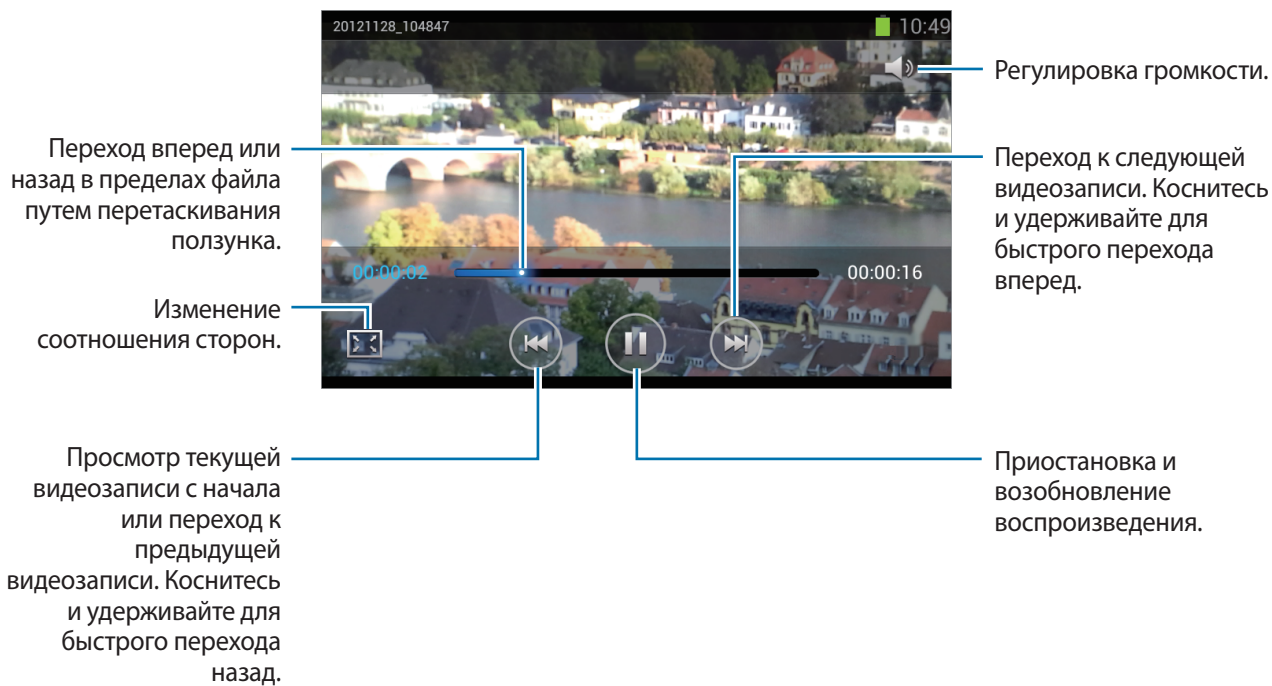 20121128_104847
10:49
Регулировка громкости.
Переход вперед или
назад в пределах файла
путем перетаскивания
ползунка.
Переход к следующей
видеозаписи. Коснитесь
и удерживайте для
быстрого перехода
вперед.
00:00:02
00:00:16
Изменение
соотношения сторон.
Просмотр текущей
видеозаписи с начала
или переход к
предыдущей
видеозаписи. Коснитесь
и удерживайте для
быстрого перехода
назад.
Приостановка и
возобновление
воспроизведения.